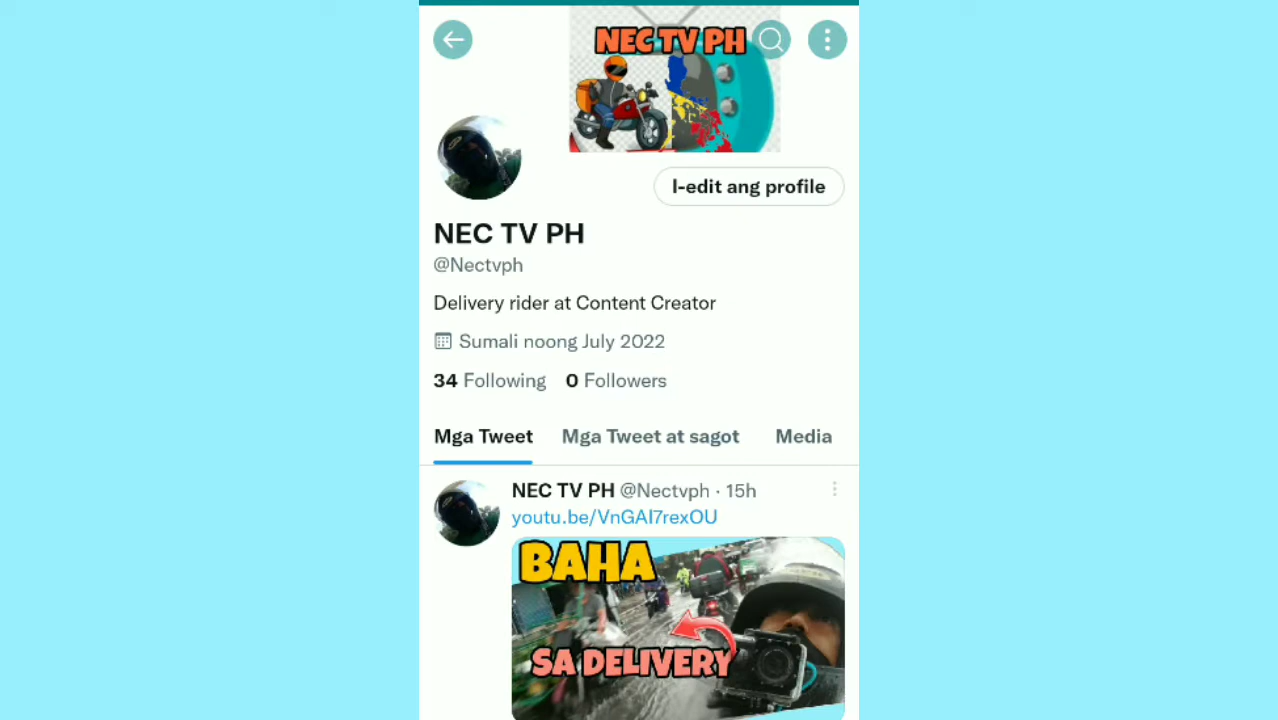 NEC TV PH
I-edit ang profile
NEC TV PH
@Nectvph
Delivery rider at Content Creator
Sumali noong July 2022
34 Following 0 Followers
Mga Tweet Mga Tweet at sagot Media
NEC TV PH @Nectvph · 15h
youtu.be/VnGAI7rexOU
BAHA
SA DELIVERY